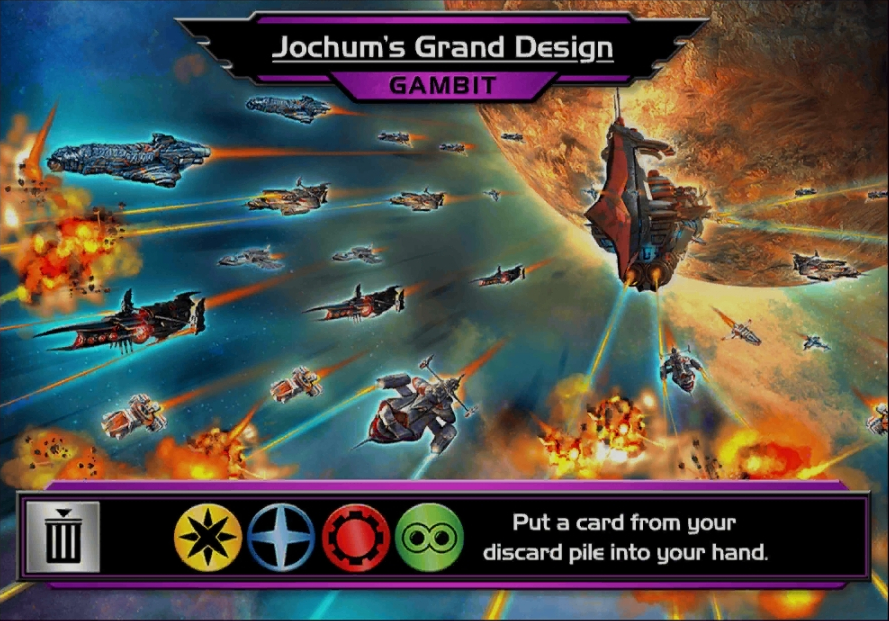 Jochum's Grand Design
GAMBIT
Put a card from your
discard pile into your hand.